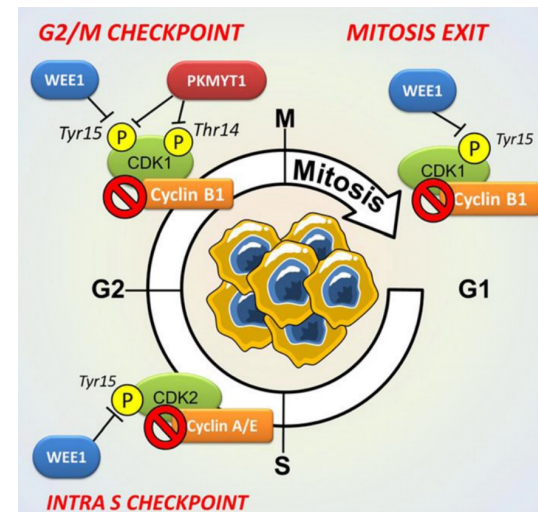 G2/M CHECKPOINT
MITOSIS EXIT
WEE1
PKMYT1
WEE1
Tyr15
P
P
Thr14
M
P
Tyr15
CDK1
CDK1
Cyclin B1
Mitosis
Cyclin B1
G2
G1
Tyr15
P
CDK2
Cyclin A/E
WEE1
S
INTRA S CHECKPOINT